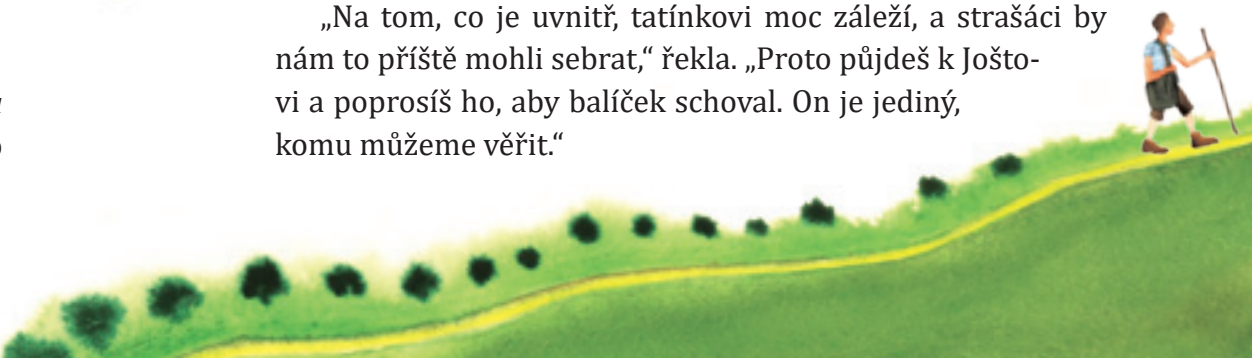 „Na tom, co je uvnitř, tatínkovi moc záleží, a strašáci by
nám to příště mohli sebrat,“ řekla. „Proto půjdeš k Jošto-
vi a poprosíš ho, aby balíček schoval. On je jediný,
komu můžeme věřit.“